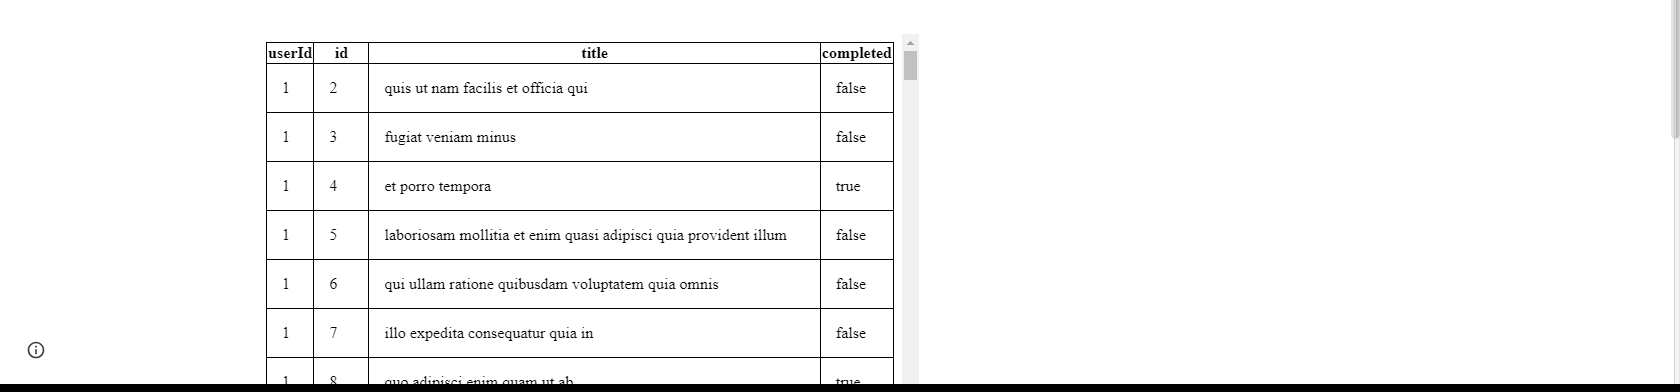 userId id title completed
1 2 quis ut nam facilis et officia qui false
1 3 fugiat veniam minus false
1 4 et porro tempora true
1 5 laboriosam mollitia et enim quasi adipisci quia provident illum false
1 6 qui ullam ratione quibusdam voluptatem quia omnis false
1 7 illo expedita consequatur quia in false
1 8 quo adipisci enim quam ut ab true